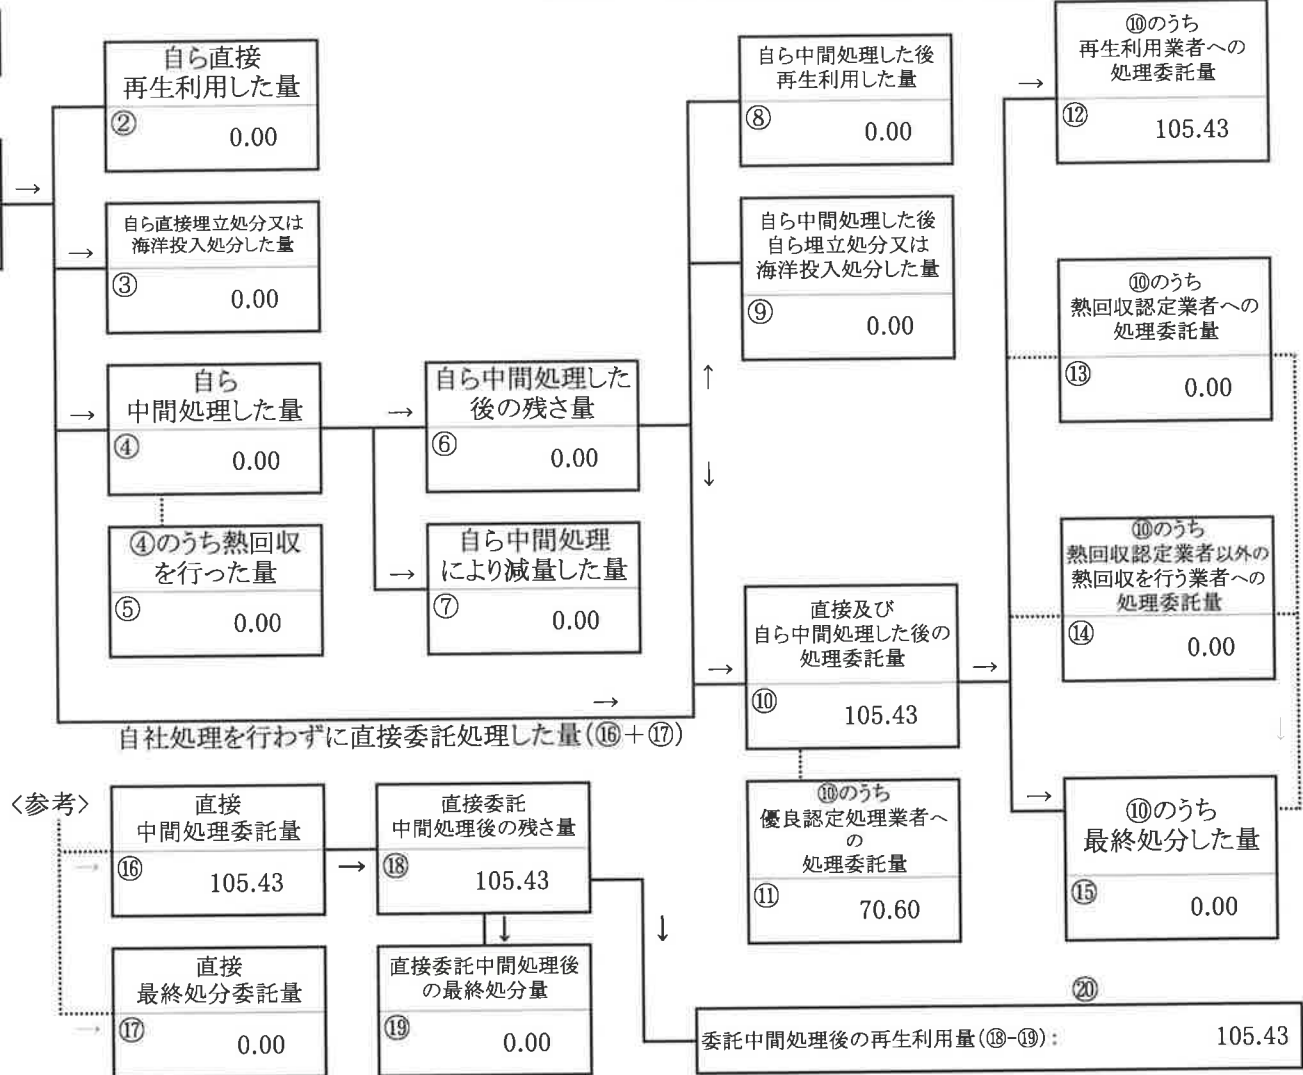 自ら直接
再生利用した量
②
0.00
→
自ら直接埋立処分又は
海洋投入処分した量
→
③
0.00
自ら
中間処理した量
→
④
0.00
④のうち熱回収
を行った量
⑤
0.00
→
自ら中間処理した
後の残さ量
⑥
0.00
自ら中間処理
により減量した量
→
⑦
0.00
自ら中間処理した後
再生利用した量
⑧
0.00
自ら中間処理した後
自ら埋立処分又は
海洋投入処分した量
⑨
0.00
↑
↓
直接及び
自ら中間処理した後の
処理委託量
→
⑩
105.43
→
⑩のうち
優良認定処理業者へ
の
処理委託量
⑪
70.60
⑩のうち
再生利用業者への
処理委託量
→
⑫
105.43
⑩のうち
熱回収認定業者への
処理委託量
⑬
0.00
⑩のうち
熱回収認定業者以外の
熱回収を行う業者への
処理委託量
⑭
0.00
↓
→
⑩のうち
最終処分した量
⑮
0.00
→
自社処理を行わずに直接委託処理した量(⑯+⑰)
〈参考〉
直接
中間処理委託量
→
⑯
105.43
→
直接委託
中間処理後の残さ量
⑱
105.43
↓
↓
直接
最終処分委託量
→
⑰
0.00
直接委託中間処理後
の最終処分量
⑲
0.00
⑳
委託中間処理後の再生利用量(⑱-⑲): 105.43